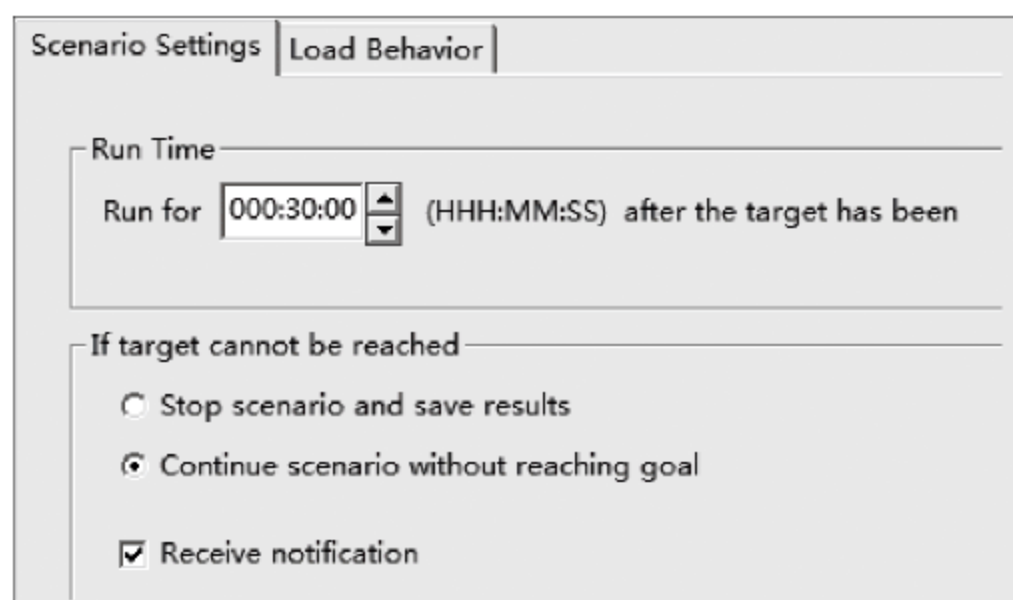 Scenario Settings Load Behavior
Run Time
Run for 000:30:00 (HHH:MM:SS) after the target has been
If target cannot be reached
Stop scenario and save results
Continue scenario without reaching goal
Receive notification